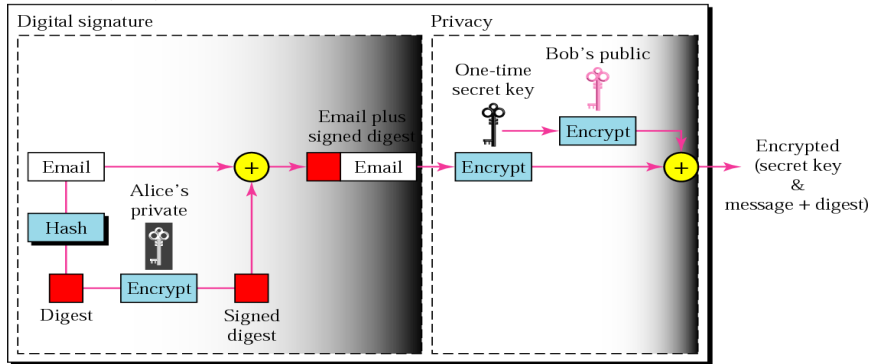 Digital signature
Email
Hash
Digest
Alice's
private
Encrypt
Signed
digest
+
Email plus
signed digest
Email
Privacy
One-time
secret key
Encrypt
Bob's public
Encrypt
+
Encrypted
(secret key
&
message + digest)